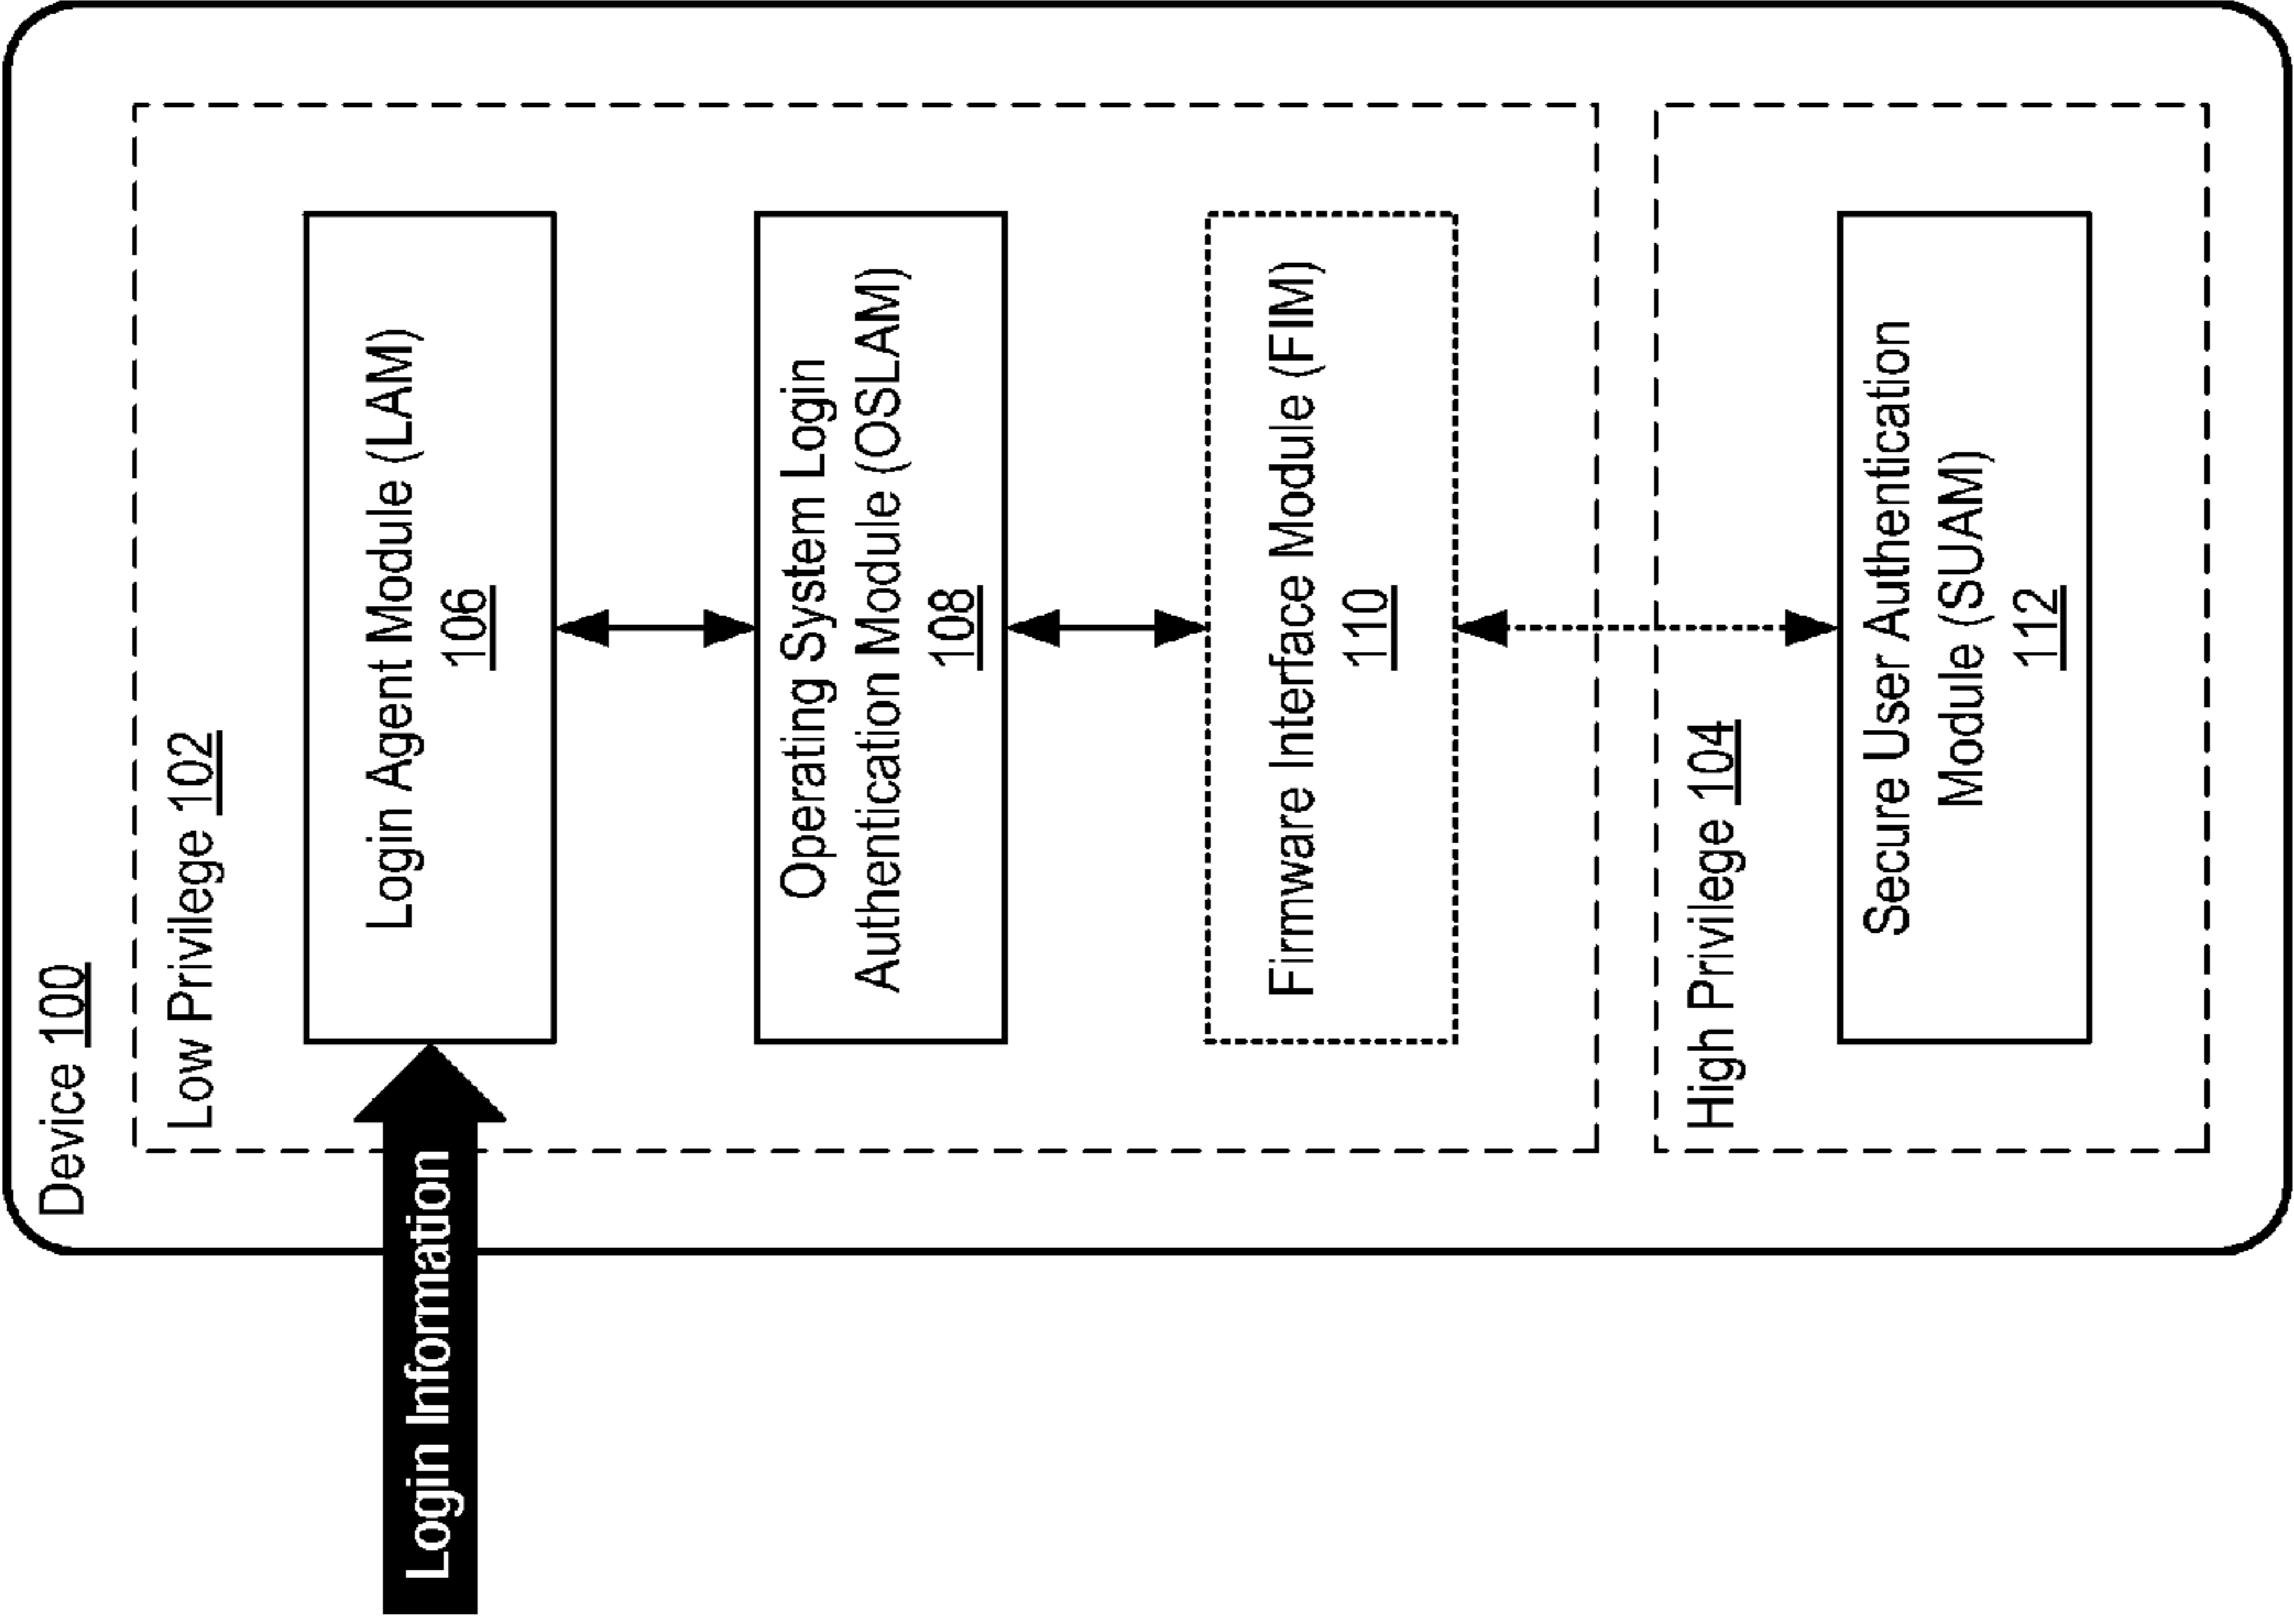 Device 100
Low Privilege 102
Login Information
Login Agent Module (LAM)
106
Operating System Login
Authentication Module (OSLAM)
108
Firmware Interface Module (FIM)
110
High Privilege 104
Secure User Authentication
Module (SUAM)
112